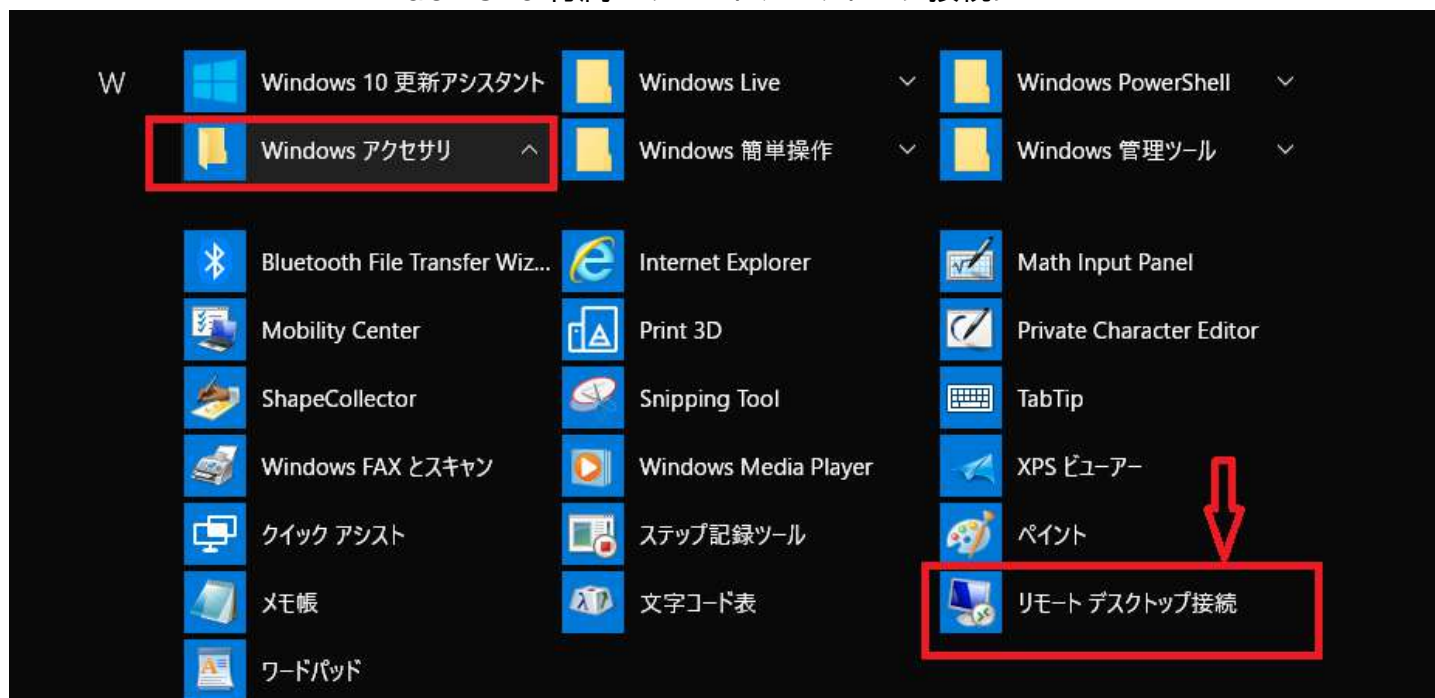 W
Windows 10 更新アシスタント
Windows Live
Windows PowerShell
Windows アクセサリ
Windows 簡単操作
Windows 管理ツール
Bluetooth File Transfer Wiz...
Internet Explorer
Math Input Panel
Mobility Center
Print 3D
Private Character Editor
ShapeCollector
Snipping Tool
TabTip
Windows FAX とスキャン
Windows Media Player
XPS ビューアー
クイック アシスト
ステップ記録ツール
ペイント
メモ帳
文字コード表
リモート デスクトップ接続
ワードパッド